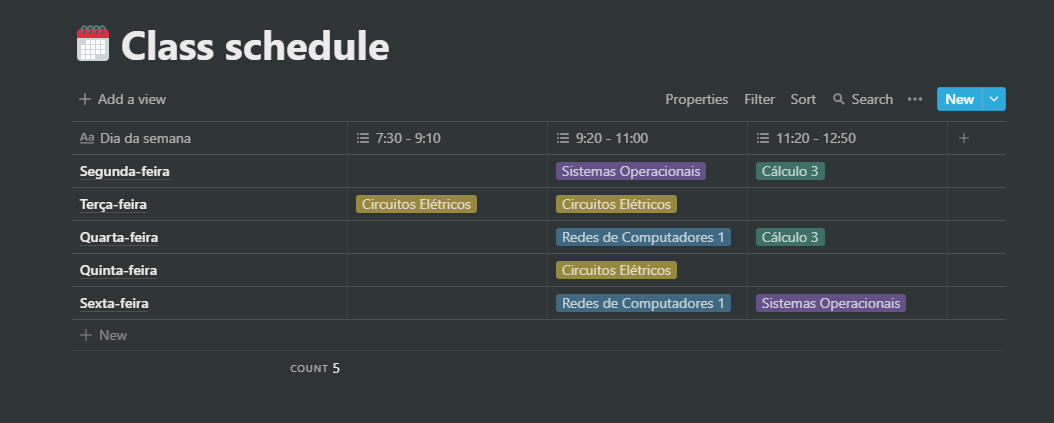 Class schedule
Add a view Properties Filter Sort Search New
Aa Dia da semana 7:30 - 9:10 9:20 - 11:00 11:20 - 12:50
Segunda-feira Sistemas Operacionais Cálculo 3
Terça-feira Circuitos Elétricos Circuitos Elétricos
Quarta-feira Redes de Computadores 1 Cálculo 3
Quinta-feira Circuitos Elétricos
Sexta-feira Redes de Computadores 1 Sistemas Operacionais
New
COUNT 5